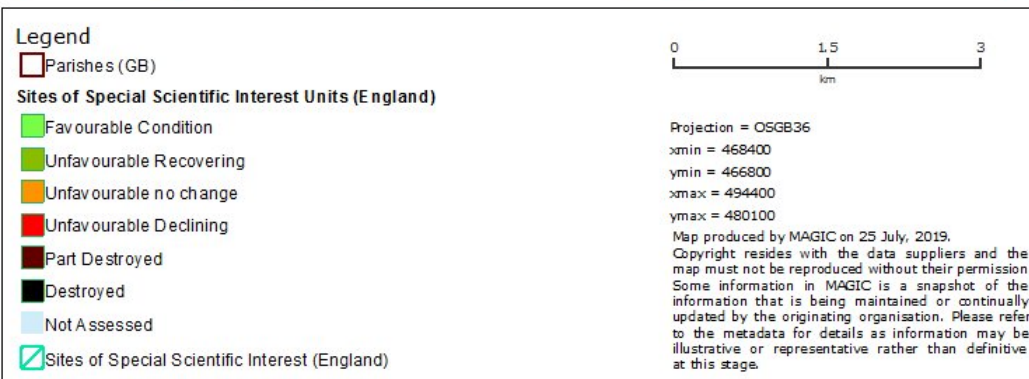 Legend
Parishes (GB)
Sites of Special Scientific Interest Units (England)
Favourable Condition
Unfavourable Recovering
Unfavourable no change
Unfavourable Declining
Part Destroyed
Destroyed
Not Assessed
Sites of Special Scientific Interest (England)
0 1.5 3
km
Projection = OSGB36
xmin = 468400
ymin = 466800
xmax = 494400
ymax = 480100
Map produced by MAGIC on 25 July, 2019.
Copyright resides with the data suppliers and the
map must not be reproduced without their permission
Some information in MAGIC is a snapshot of the
information that is being maintained or continually
updated by the originating organisation. Please refer
to the metadata for details as information may be
illustrative or representative rather than definitive
at this stage.